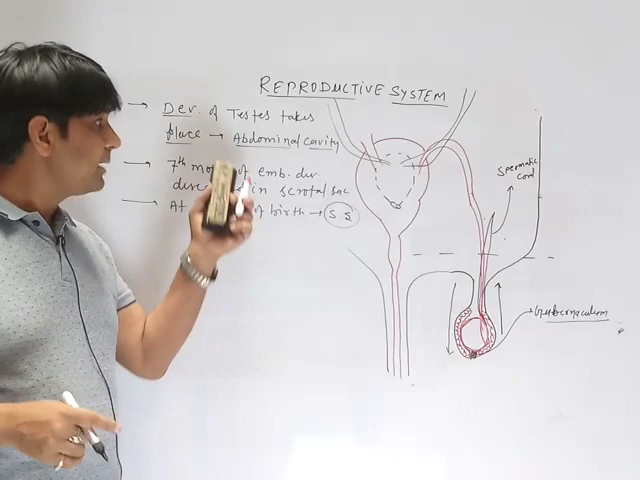 REPRODUCTIVE SYSTEM
→ Dev. of Testes takes
place → Abdominal cavity
→ 7th mo of emb. dev.
in scrotal sac
→ At of birth → S S
Spermatic
cord
Gubernaculum